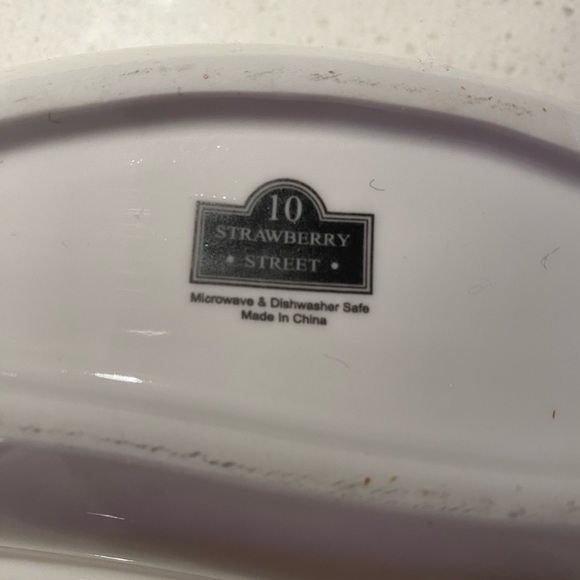 10
STRAWBERRY
• STREET •
Microwave & Dishwasher Safe
Made In China